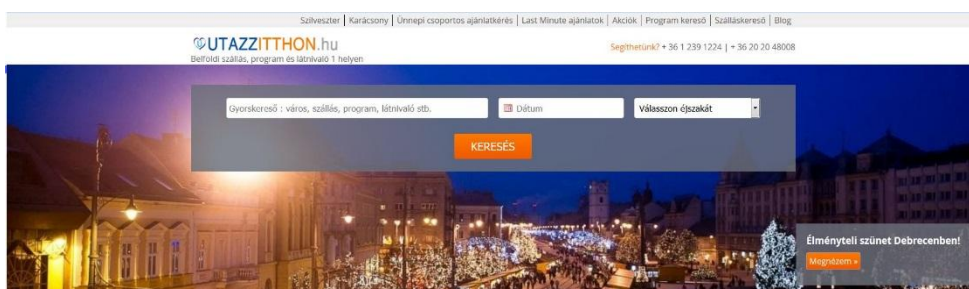 Szilveszter | Karácsony | Ünnepi csoportos ajánlatkérés | Last Minute ajánlatok | Akciók | Program kereső | Szálláskereső | Blog
UTAZZITTHON.hu
Belföldi szállás, program és látnivaló 1 helyen
Segíthetünk? + 36 1 239 1224 | + 36 20 20 48008
Gyorskereső : város, szállás, program, látnivaló stb.
Dátum
Válasszon éjszakát
KERESÉS
Élményteli szünet Debrecenben!
Megnézem »